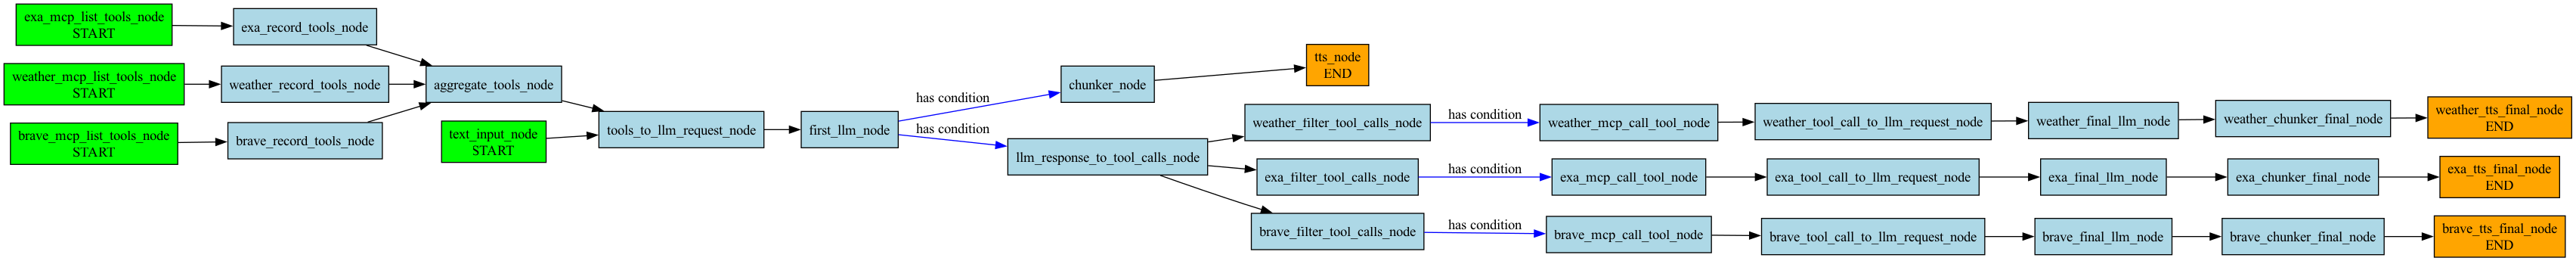 exa_mcp_list_tools_node
START
exa_record_tools_node
weather_mcp_list_tools_node
START
weather_record_tools_node
brave_mcp_list_tools_node
START
brave_record_tools_node
aggregate_tools_node
text_input_node
START
tools_to_llm_request_node
first_llm_node
has condition
has condition
chunker_node
tts_node
END
llm_response_to_tool_calls_node
weather_filter_tool_calls_node
has condition
weather_mcp_call_tool_node
weather_tool_call_to_llm_request_node
weather_final_llm_node
weather_chunker_final_node
weather_tts_final_node
END
exa_filter_tool_calls_node
has condition
exa_mcp_call_tool_node
exa_tool_call_to_llm_request_node
exa_final_llm_node
exa_chunker_final_node
exa_tts_final_node
END
brave_filter_tool_calls_node
has condition
brave_mcp_call_tool_node
brave_tool_call_to_llm_request_node
brave_final_llm_node
brave_chunker_final_node
brave_tts_final_node
END